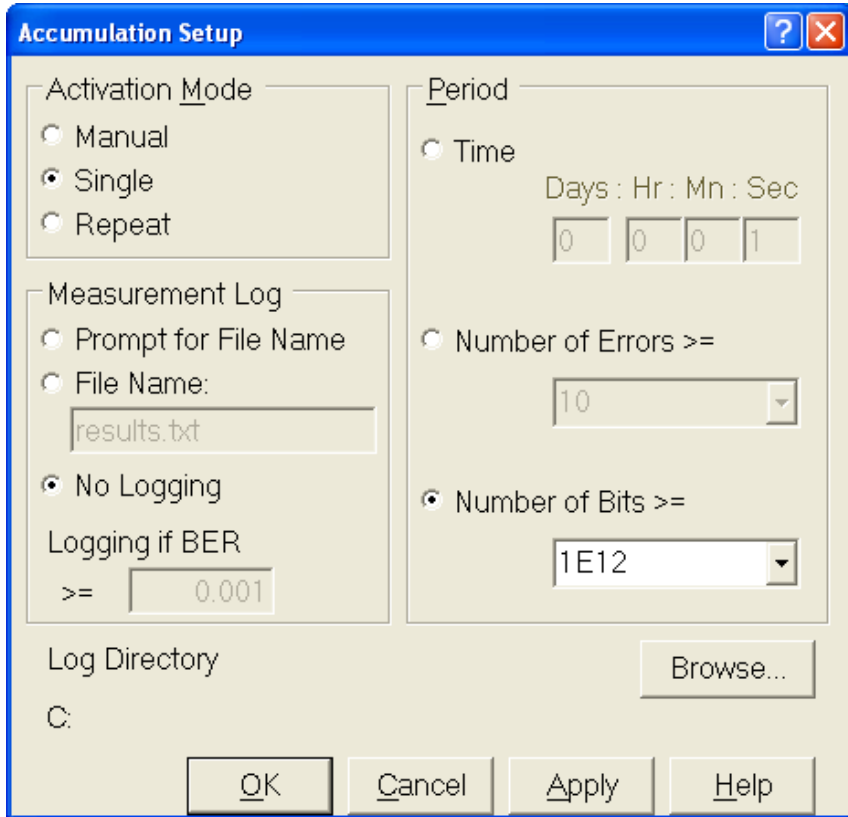 Accumulation Setup
Activation Mode
Manual
Single
Repeat
Measurement Log
Prompt for File Name
File Name:
results.txt
No Logging
Logging if BER
>= 0.001
Period
Time
Days : Hr : Mn : Sec
0 0 0 1
Number of Errors >=
10
Number of Bits >=
1E12
Log Directory
C:
Browse...
OK Cancel Apply Help